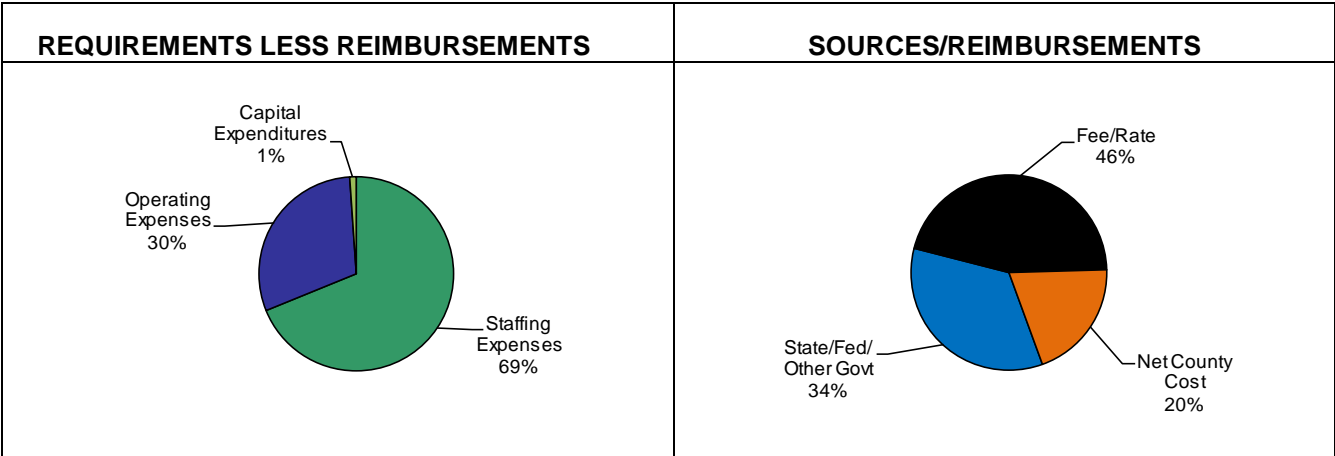 REQUIREMENTS LESS REIMBURSEMENTS
Capital
Expenditures
1%
Operating
Expenses
30%
Staffing
Expenses
69%
SOURCES/REIMBURSEMENTS
Fee/Rate
46%
State/Fed/
Other Govt
34%
Net County
Cost
20%